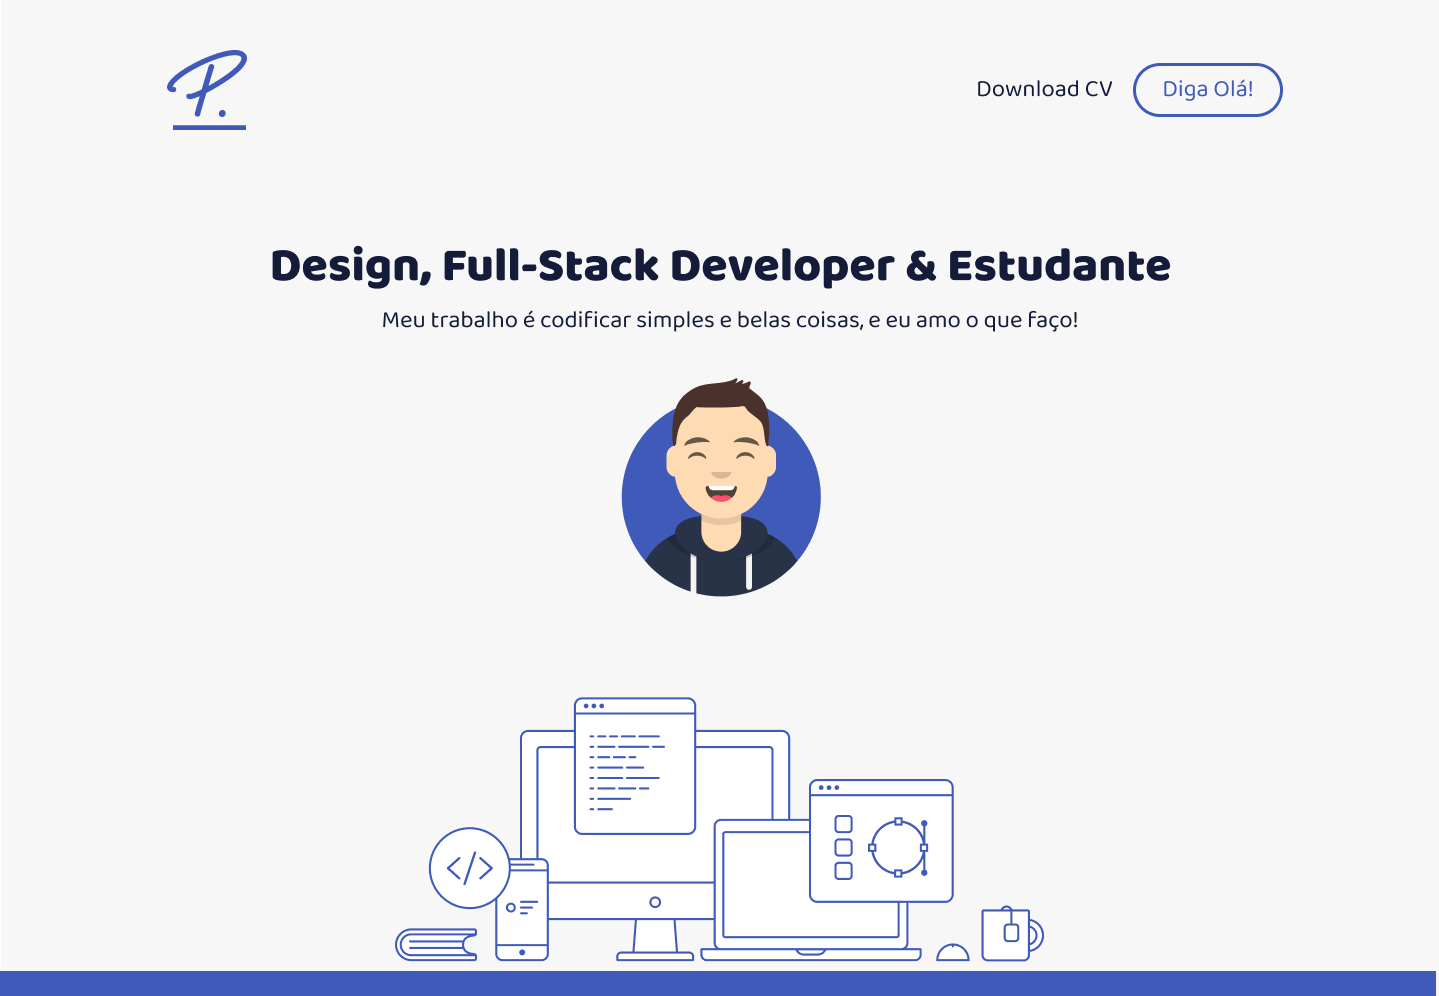 P.
Download CV
Diga Olá!
Design, Full-Stack Developer & Estudante
Meu trabalho é codificar simples e belas coisas, e eu amo o que faço!
</>